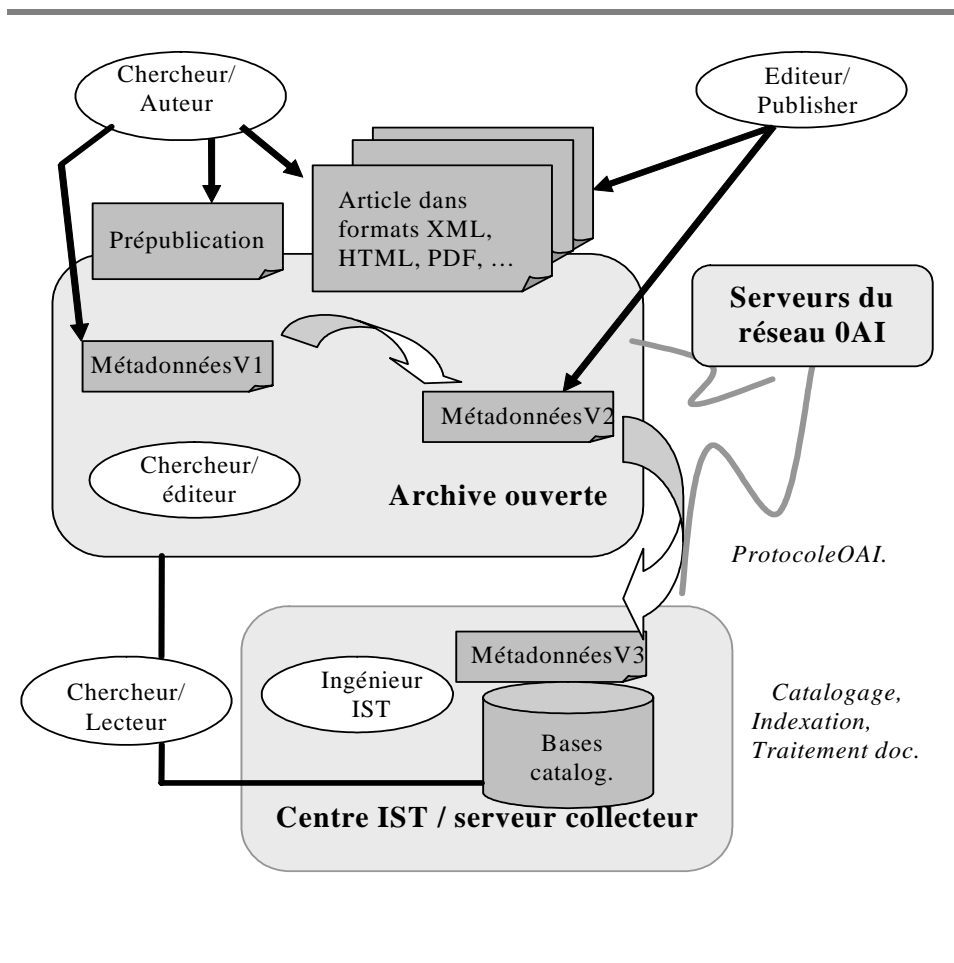 Chercheur/
Auteur
Editeur/
Publisher
Article dans
formats XML,
HTML, PDF, …
Prépublication
Serveurs du
réseau 0AI
MétadonnéesV1
MétadonnéesV2
Chercheur/
éditeur
Archive ouverte
ProtocoleOAI.
MétadonnéesV3
Ingénieur
IST
Chercheur/
Lecteur
Catalogage,
Indexation,
Traitement doc.
Bases
catalog.
Centre IST / serveur collecteur